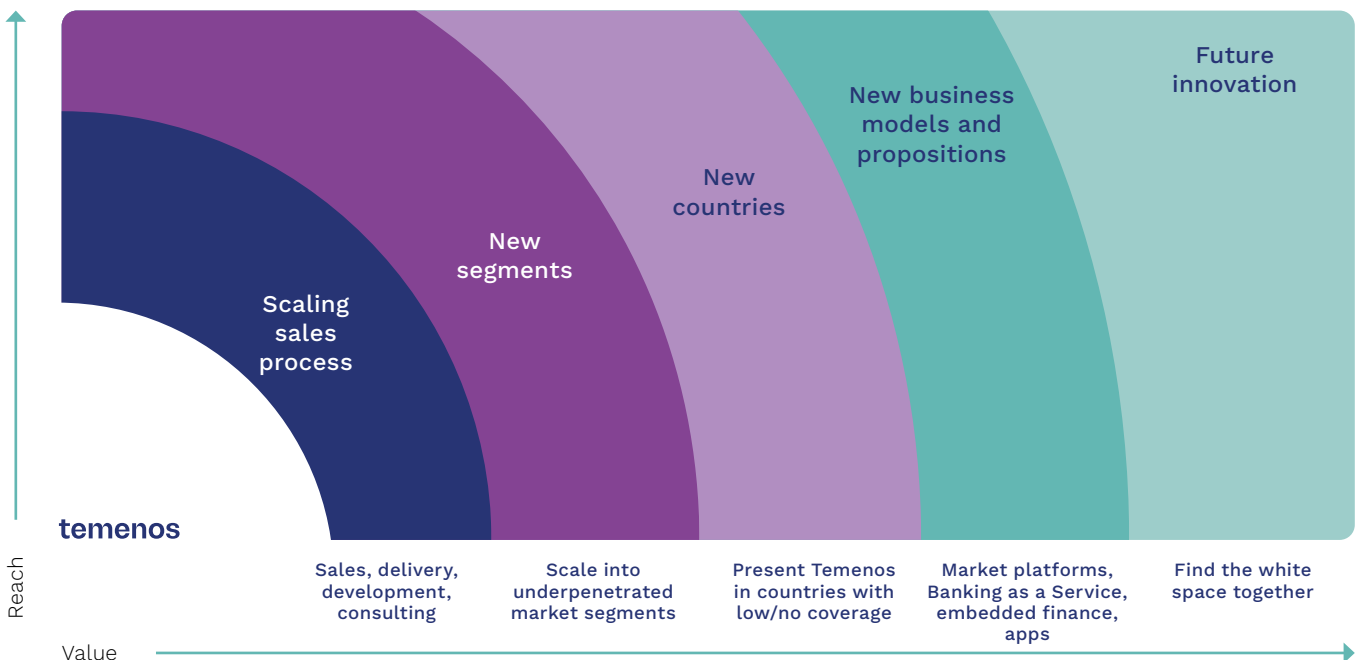 Future
innovation
New business
models and
propositions
New
countries
New
segments
Scaling
sales
process
temenos
Sales, delivery,
development,
consulting
Scale into
underpenetrated
market segments
Present Temenos
in countries with
low/no coverage
Market platforms,
Banking as a Service,
embedded finance,
apps
Find the white
space together
Reach
Value